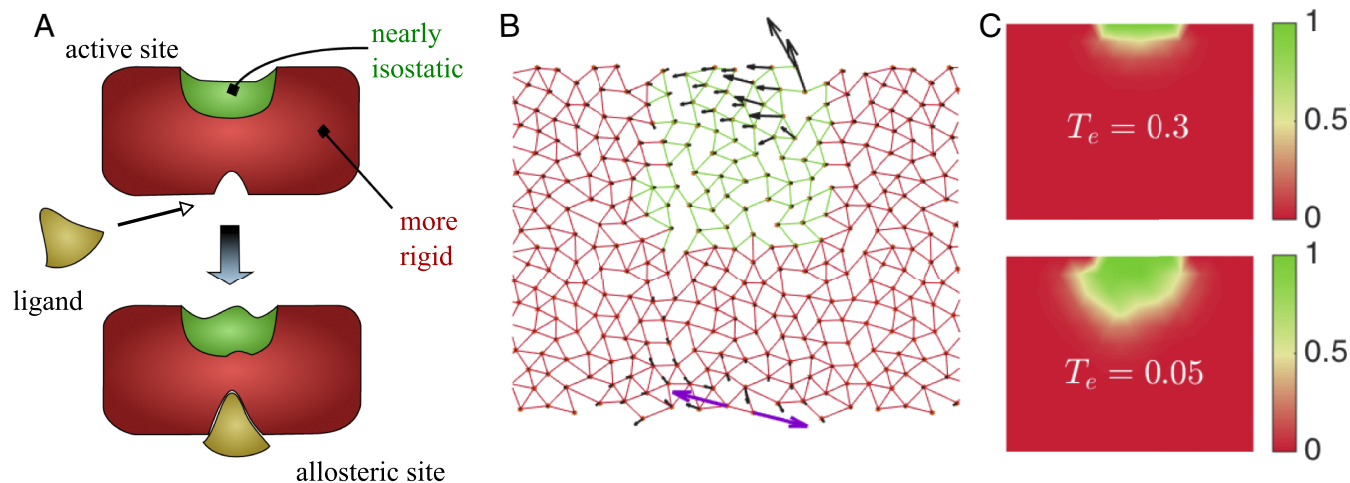 A
active site
nearly
isostatic
more
rigid
ligand
allosteric site
B
C
T_e = 0.3
1
0.5
0
T_e = 0.05
1
0.5
0